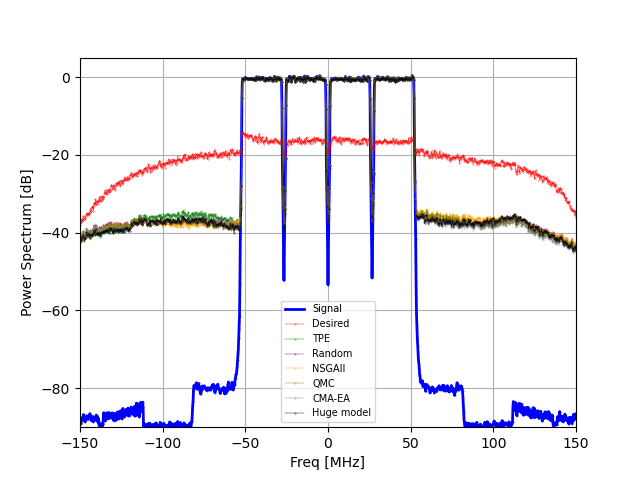 0
−20
−40
−60
−80
Power Spectrum [dB]
Signal
Desired
TPE
Random
NSGAII
QMC
CMA-EA
Huge model
−150
−100
−50
0
50
100
150
Freq [MHz]